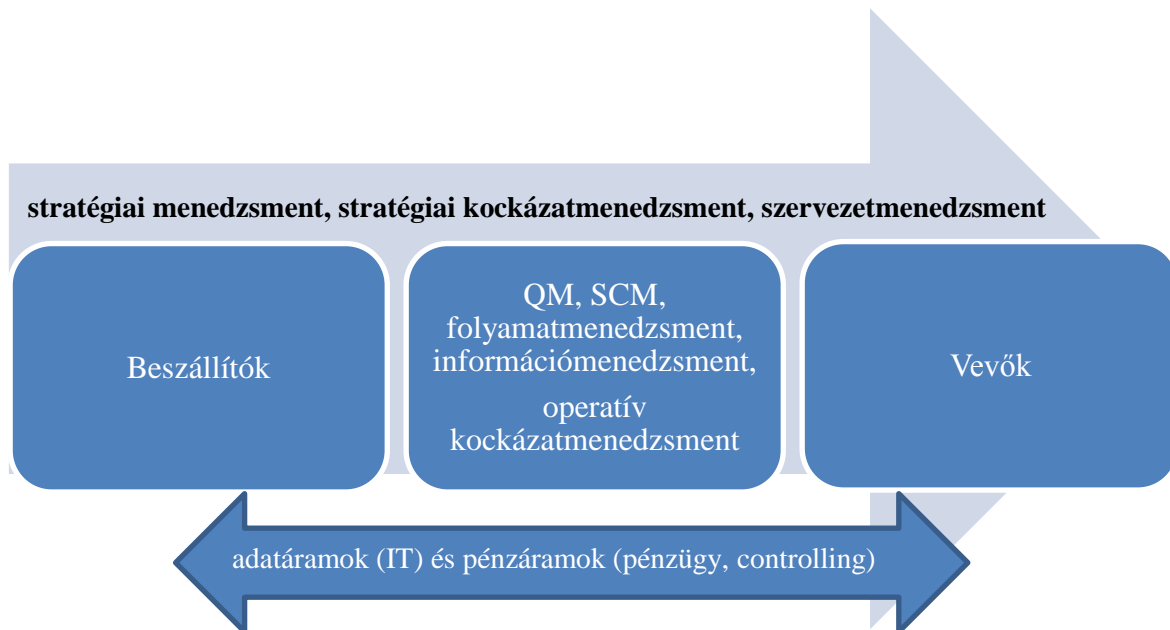 stratégiai menedzsment, stratégiai kockázatmenedzsment, szervezetmenedzsment
Beszállítók
QM, SCM,
folyamatmenedzsment,
információmenedzsment,
operatív
kockázatmenedzsment
Vevők
adatáramok (IT) és pénzáramok (pénzügy, controlling)